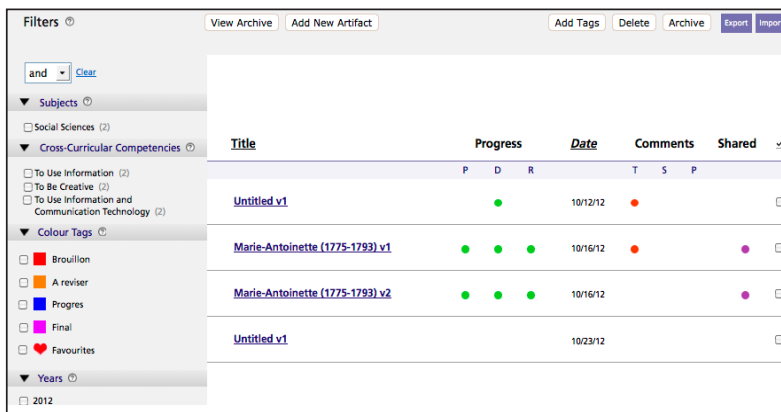 Filters ?
View Archive Add New Artifact Add Tags Delete Archive Export
and Clear
Subjects ?
Social Sciences (2)
Cross-Curricular Competencies ?
To Use Information (2)
To Be Creative (2)
To Use Information and
Communication Technology (2)
Colour Tags ?
Brouillon
A reviser
Progres
Final
Favourites
Years ?
2012
Title Progress Date Comments Shared
P D R T S P
Untitled v1 10/12/12
Marie-Antoinette (1775-1793) v1 10/16/12
Marie-Antoinette (1775-1793) v2 10/16/12
Untitled v1 10/23/12